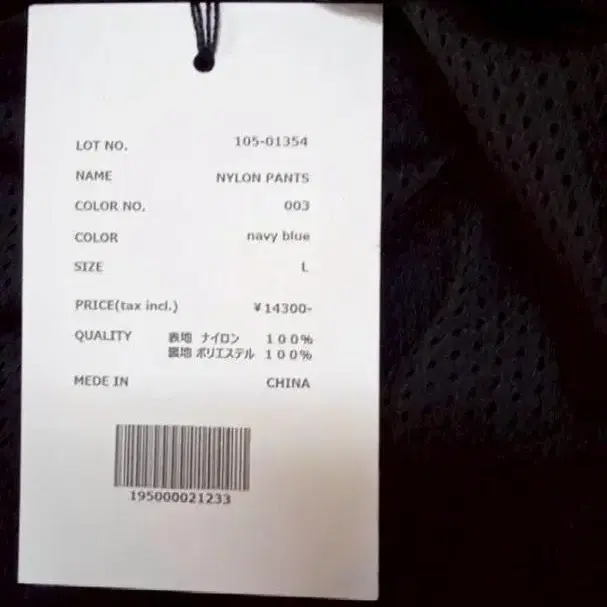 LOT NO. 105-01354
NAME NYLON PANTS
COLOR NO. 003
COLOR navy blue
SIZE L
PRICE(tax incl.) ¥14300-
QUALITY 表地 ナイロン 100%
裏地 ポリエステル 100%
MEDE IN CHINA
195000021233